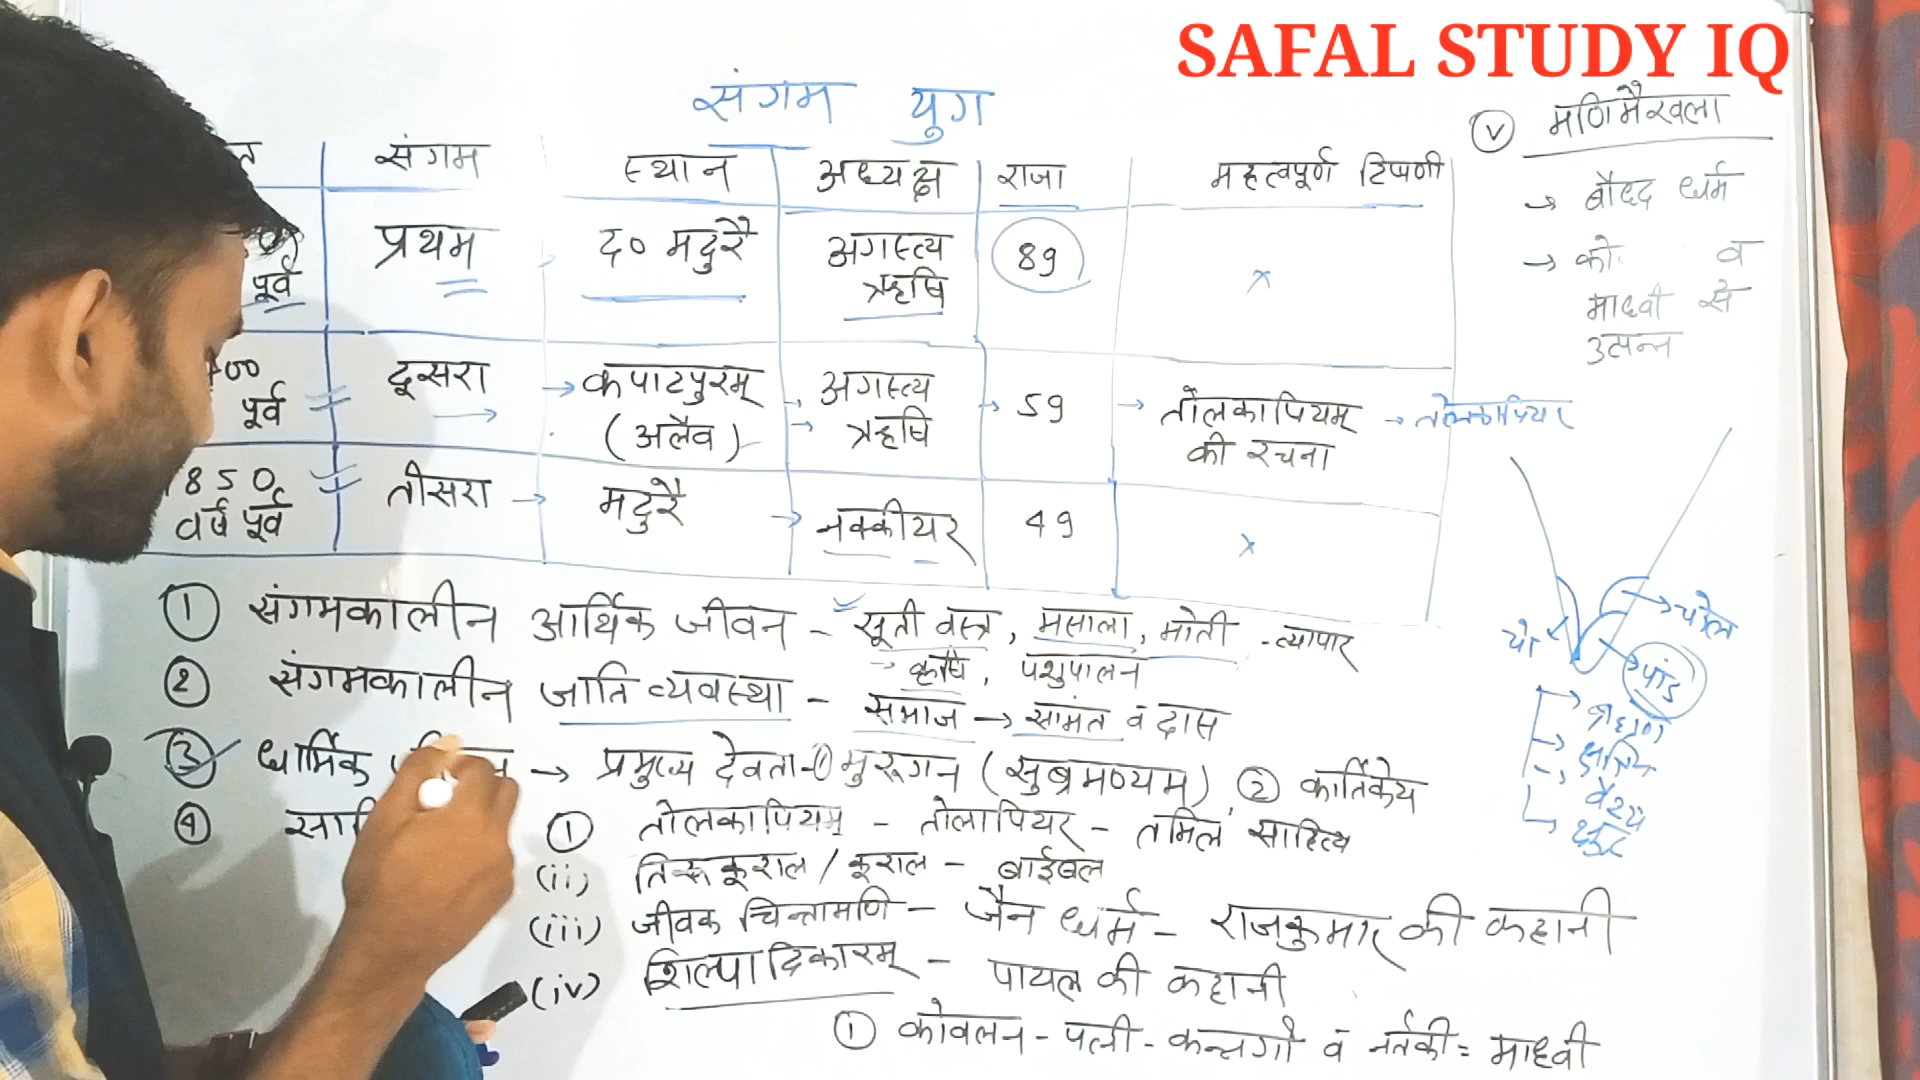 SAFAL STUDY IQ
संगम युग
संगम स्थान अध्यक्ष राजा महत्वपूर्ण टिप्पणी
पूर्व प्रथम द० मदुरै अगस्त्य ऋषि 89 x
पूर्व दूसरा → कपाटपुरम् (अलैव) → अगस्त्य ऋषि → 59 → तोलकापियम् की रचना → तोलकापियर
850 वर्ष पूर्व तीसरा → मदुरै → नक्कीयर 49 x
① संगमकालीन आर्थिक जीवन - सूती वस्त्र, मसाला, मोती - व्यापार
→ कृषि, पशुपालन
② संगमकालीन जाति व्यवस्था - समाज → सामंत व दास
③ धार्मिक → प्रमुख देवता - ① मुरूगन (सुब्रमण्यम), ② कार्तिकेय
④
① तोलकापियम् - तोलापियर - तमिल साहित्य
(ii) तिरूकूराल / कूराल - बाईबल
(iii) जीवक चिन्तामणि - जैन धर्म - राजकुमार की कहानी
(iv) शिल्पादिकारम् - पायल की कहानी
① कोवलन - पत्नी - कन्नगी व नर्तकी = माधवी
(v) मणिमैखला
→ बौध्द धर्म
→ को व
माधवी से
उत्पन्न
→ चोल
चे
→ पांड
ब्राह्मण
→ क्षत्रिय
→ वैश्य
→ क्षुद्र